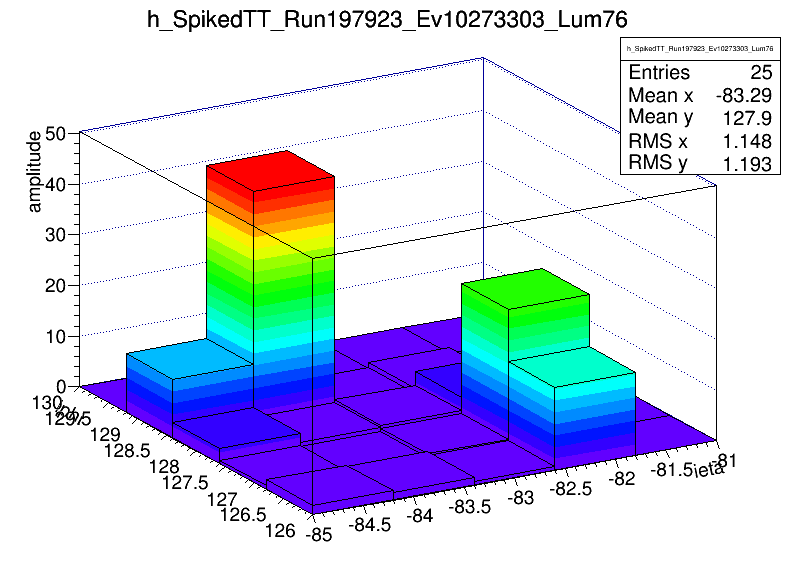 h_SpikedTT_Run197923_Ev10273303_Lum76
h_SpikedTT_Run197923_Ev10273303_Lum76
Entries 25
Mean x -83.29
Mean y 127.9
RMS x 1.148
RMS y 1.193
amplitude
50
40
30
20
10
0
130
129.5
129
128.5
128
127.5
127
126.5
126
-85
-84.5
-84
-83.5
-83
-82.5
-82
-81.5
-81
ieta